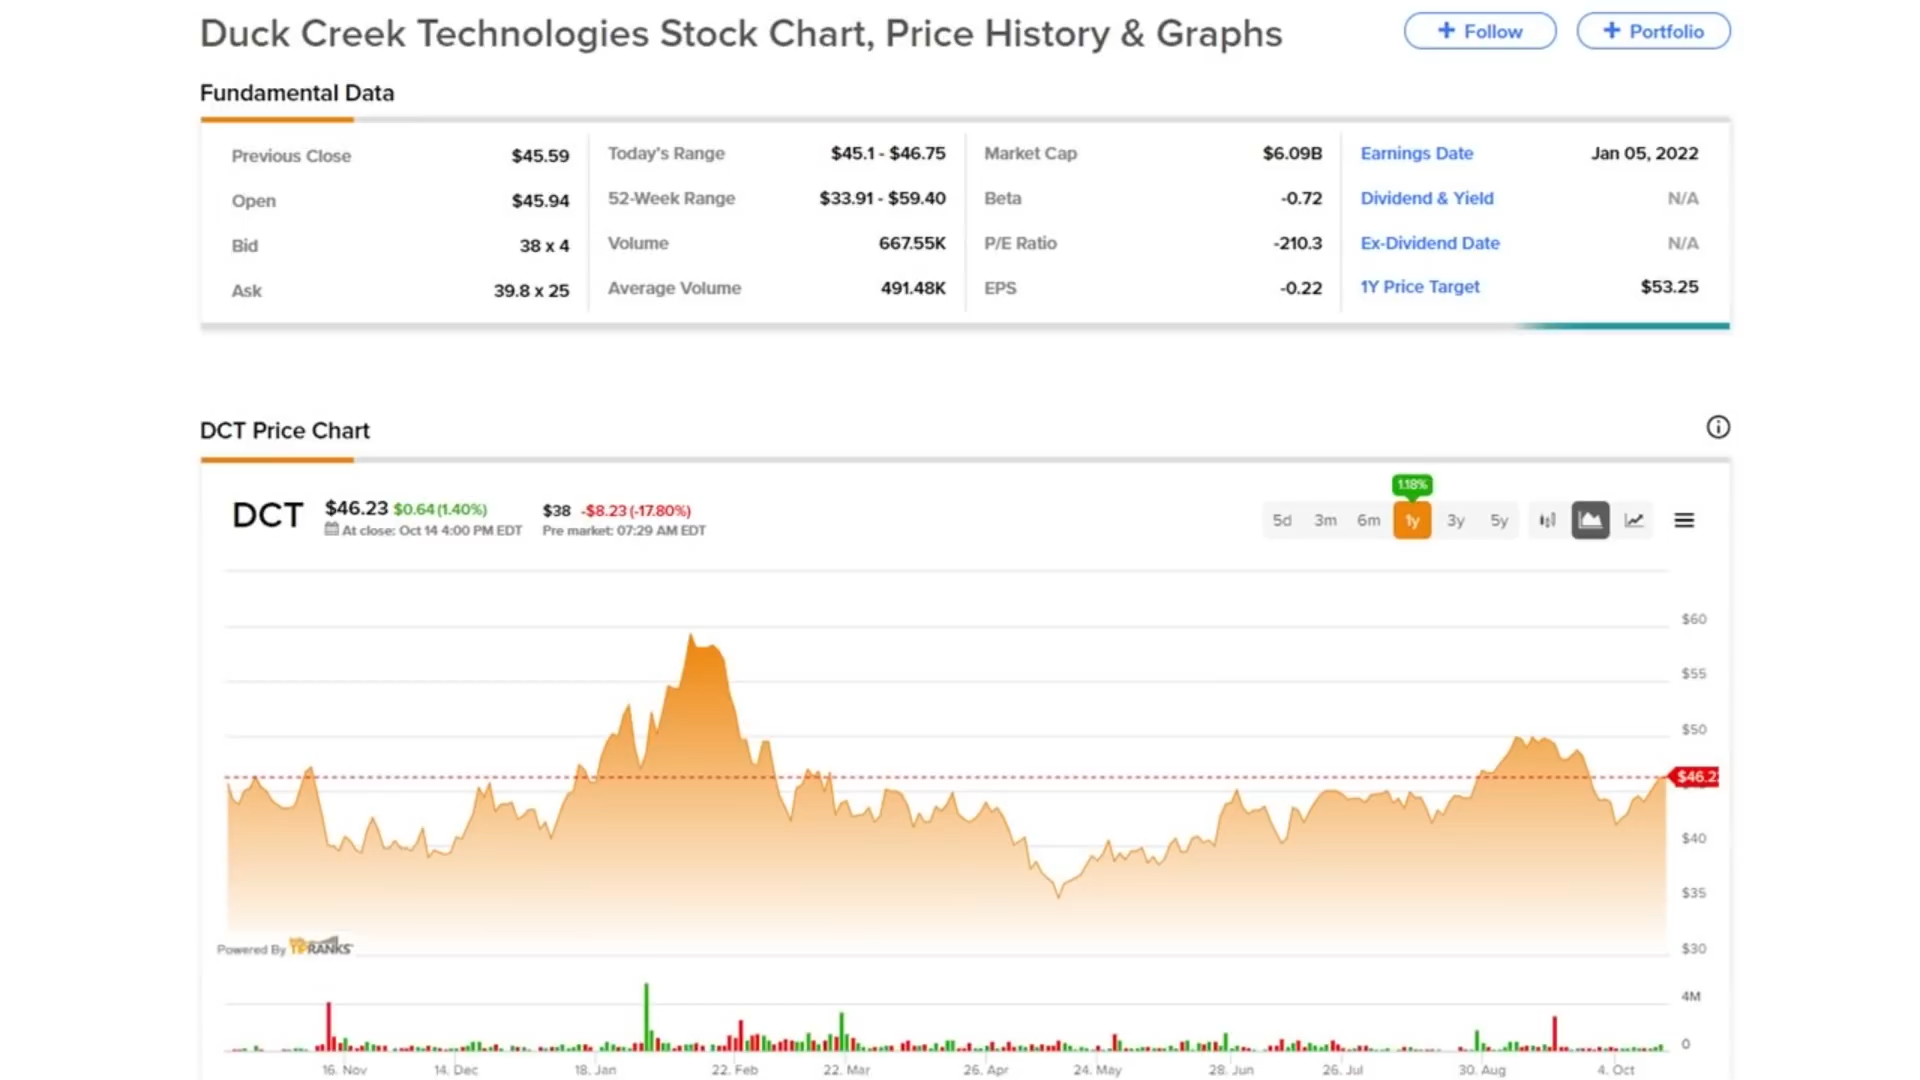 Duck Creek Technologies Stock Chart, Price History & Graphs
+ Follow
+ Portfolio
Fundamental Data
Previous Close $45.59
Open $45.94
Bid 38 x 4
Ask 39.8 x 25
Today's Range $45.1 - $46.75
52-Week Range $33.91 - $59.40
Volume 667.55K
Average Volume 491.48K
Market Cap $6.09B
Beta -0.72
P/E Ratio -210.3
EPS -0.22
Earnings Date Jan 05, 2022
Dividend & Yield N/A
Ex-Dividend Date N/A
1Y Price Target $53.25
DCT Price Chart
DCT
$46.23 $0.64 (1.40%)
At close: Oct 14 4:00 PM EDT
$38 -$8.23 (-17.80%)
Pre market: 07:29 AM EDT
1.18%
5d 3m 6m 1y 3y 5y
$60
$55
$50
$46.2
$40
$35
$30
Powered By TIPRANKS
4M
0
16. Nov 14. Dec 18. Jan 22. Feb 22. Mar 26. Apr 24. May 28. Jun 26. Jul 30. Aug 4. Oct